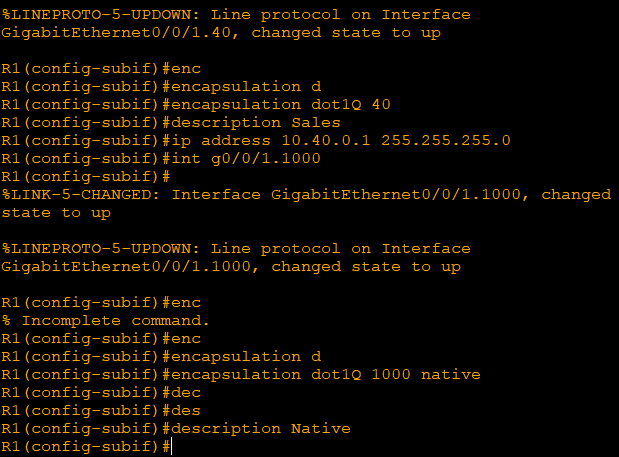 %LINEPROTO-5-UPDOWN: Line protocol on Interface
GigabitEthernet0/0/1.40, changed state to up
R1(config-subif)#enc
R1(config-subif)#encapsulation d
R1(config-subif)#encapsulation dot1Q 40
R1(config-subif)#description Sales
R1(config-subif)#ip address 10.40.0.1 255.255.255.0
R1(config-subif)#int g0/0/1.1000
R1(config-subif)#
%LINK-5-CHANGED: Interface GigabitEthernet0/0/1.1000, changed
state to up
%LINEPROTO-5-UPDOWN: Line protocol on Interface
GigabitEthernet0/0/1.1000, changed state to up
R1(config-subif)#enc
% Incomplete command.
R1(config-subif)#enc
R1(config-subif)#encapsulation d
R1(config-subif)#encapsulation dot1Q 1000 native
R1(config-subif)#dec
R1(config-subif)#des
R1(config-subif)#description Native
R1(config-subif)#